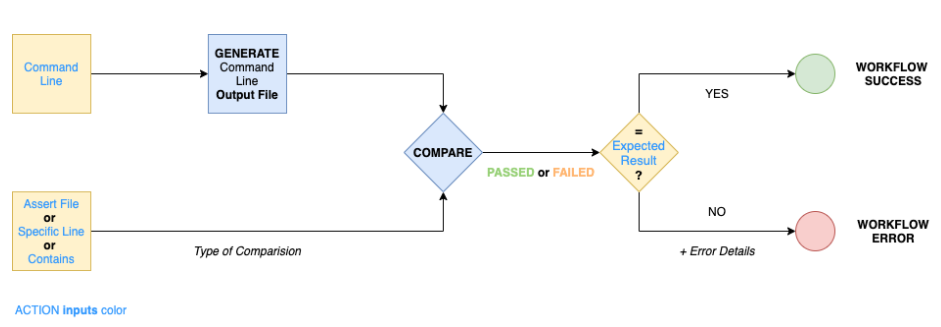 Command
Line
GENERATE
Command
Line
Output File
WORKFLOW
SUCCESS
YES
COMPARE
PASSED or FAILED
=
Expected
Result
?
Assert File
or
Specific Line
or
Contains
Type of Comparision
NO
+ Error Details
WORKFLOW
ERROR
ACTION inputs color